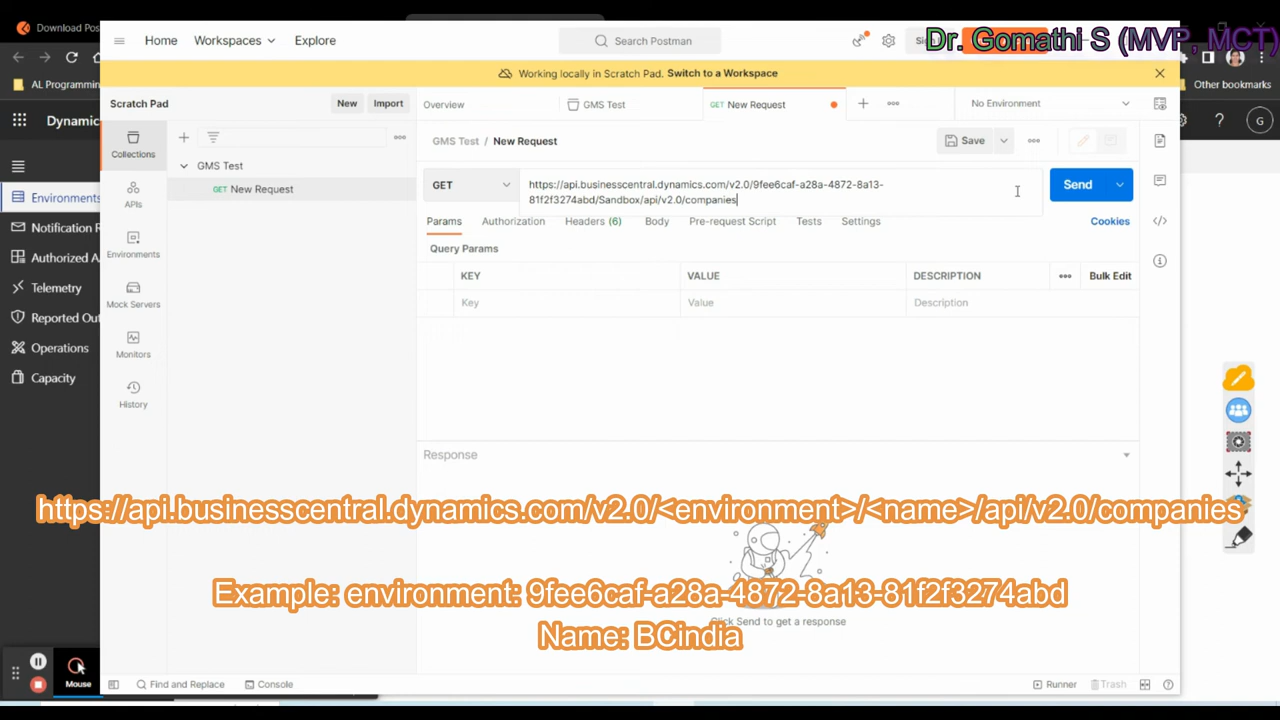 Download Pos
Home
Workspaces
Explore
Search Postman
Dr. Gomathi S (MVP, MCT)
AL Programming
Working locally in Scratch Pad. Switch to a Workspace
Other bookmarks
Dynamic
G
Scratch Pad
New
Import
Overview
GMS Test
GET New Request
No Environment
Collections
APIs
Environments
Mock Servers
Monitors
History
GMS Test
GET New Request
GMS Test / New Request
Save
GET
https://api.businesscentral.dynamics.com/v2.0/9fee6caf-a28a-4872-8a13-
81f2f3274abd/Sandbox/api/v2.0/companies
Send
Params
Authorization
Headers (6)
Body
Pre-request Script
Tests
Settings
Cookies
Query Params
KEY
VALUE
DESCRIPTION
Bulk Edit
Key
Value
Description
Environments
Notification R
Authorized A
Telemetry
Reported Out
Operations
Capacity
Response
https://api.businesscentral.dynamics.com/v2.0/<environment>/<name>/api/v2.0/companies
Example: environment: 9fee6caf-a28a-4872-8a13-81f2f3274abd
Click Send to get a response
Name: BCindia
Mouse
Find and Replace
Console
Runner
Trash